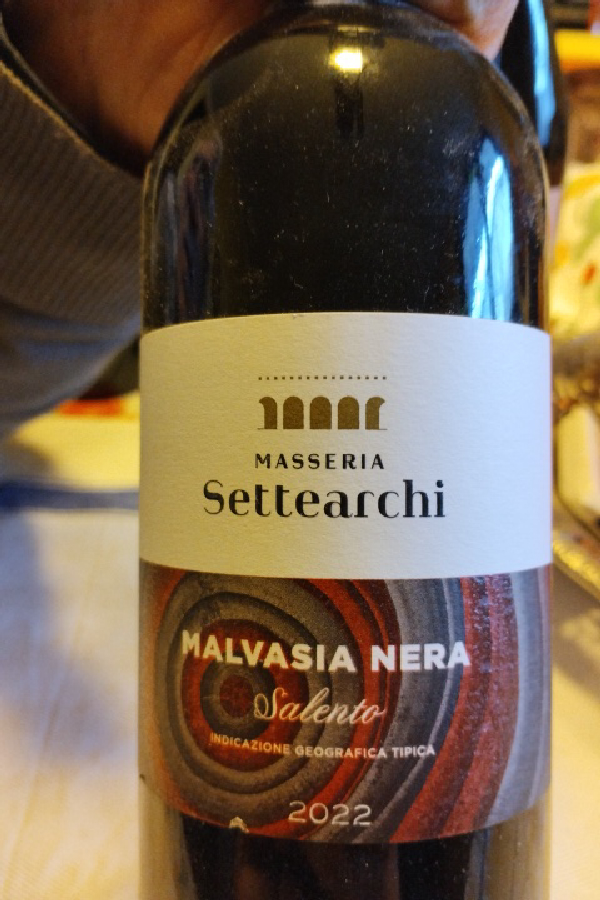 MASSERIA
Settearchi
MALVASIA NERA
Salento
INDICAZIONE GEOGRAFICA TIPICA
2022